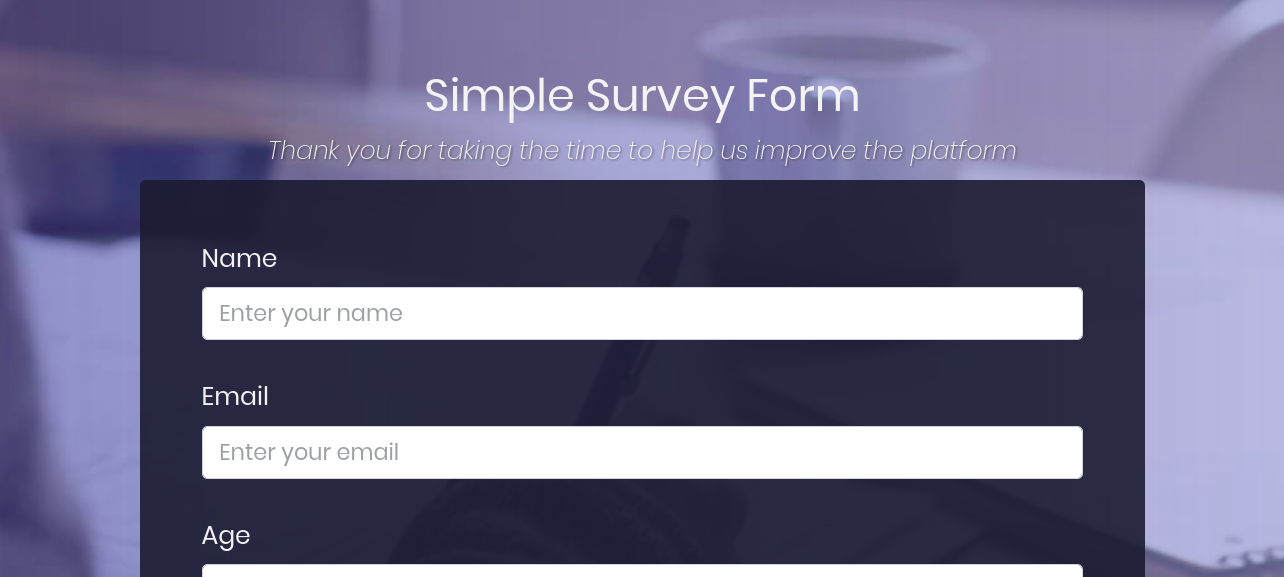 Simple Survey Form
Thank you for taking the time to help us improve the platform
Name
Enter your name
Email
Enter your email
Age